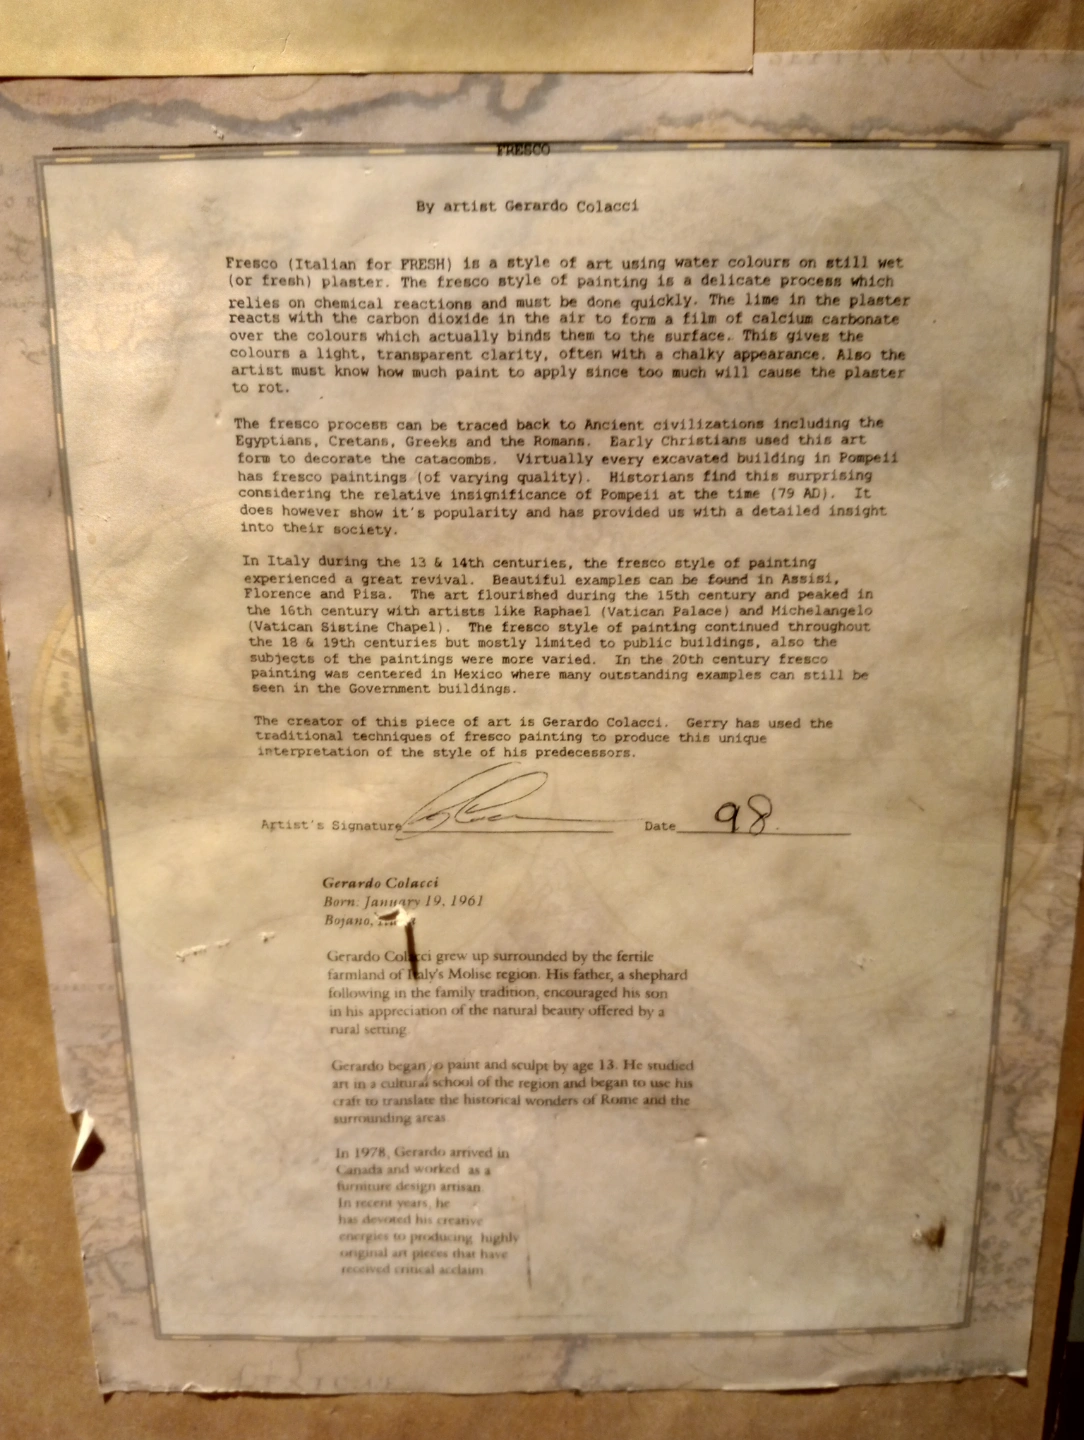 FRESCO
By artist Gerardo Colacci
Fresco (Italian for FRESH) is a style of art using water colours on still wet
(or fresh) plaster. The fresco style of painting is a delicate process which
relies on chemical reactions and must be done quickly. The lime in the plaster
reacts with the carbon dioxide in the air to form a film of calcium carbonate
over the colours which actually binds them to the surface. This gives the
colours a light, transparent clarity, often with a chalky appearance. Also the
artist must know how much paint to apply since too much will cause the plaster
to rot.
The fresco process can be traced back to Ancient civilizations including the
Egyptians, Cretans, Greeks and the Romans. Early Christians used this art
form to decorate the catacombs. Virtually every excavated building in Pompeii
has fresco paintings (of varying quality). Historians find this surprising
considering the relative insignificance of Pompeii at the time (79 AD). It
does however show it's popularity and has provided us with a detailed insight
into their society.
In Italy during the 13 & 14th centuries, the fresco style of painting
experienced a great revival. Beautiful examples can be found in Assisi,
Florence and Pisa. The art flourished during the 15th century and peaked in
the 16th century with artists like Raphael (Vatican Palace) and Michelangelo
(Vatican Sistine Chapel). The fresco style of painting continued throughout
the 18 & 19th centuries but mostly limited to public buildings, also the
subjects of the paintings were more varied. In the 20th century fresco
painting was centered in Mexico where many outstanding examples can still be
seen in the Government buildings.
The creator of this piece of art is Gerardo Colacci. Gerry has used the
traditional techniques of fresco painting to produce this unique
interpretation of the style of his predecessors.
Artist's Signature Date 98
Gerardo Colacci
Born: January 19, 1961
Bojano,
Gerardo Colacci grew up surrounded by the fertile
farmland of Italy's Molise region. His father, a shephard
following in the family tradition, encouraged his son
in his appreciation of the natural beauty offered by a
rural setting.
Gerardo began to paint and sculpt by age 13. He studied
art in a cultural school of the region and began to use his
craft to translate the historical wonders of Rome and the
surrounding areas.
In 1978, Gerardo arrived in
Canada and worked as a
furniture design artisan.
In recent years, he
has devoted his creative
energies to producing highly
original art pieces that have
received critical acclaim.